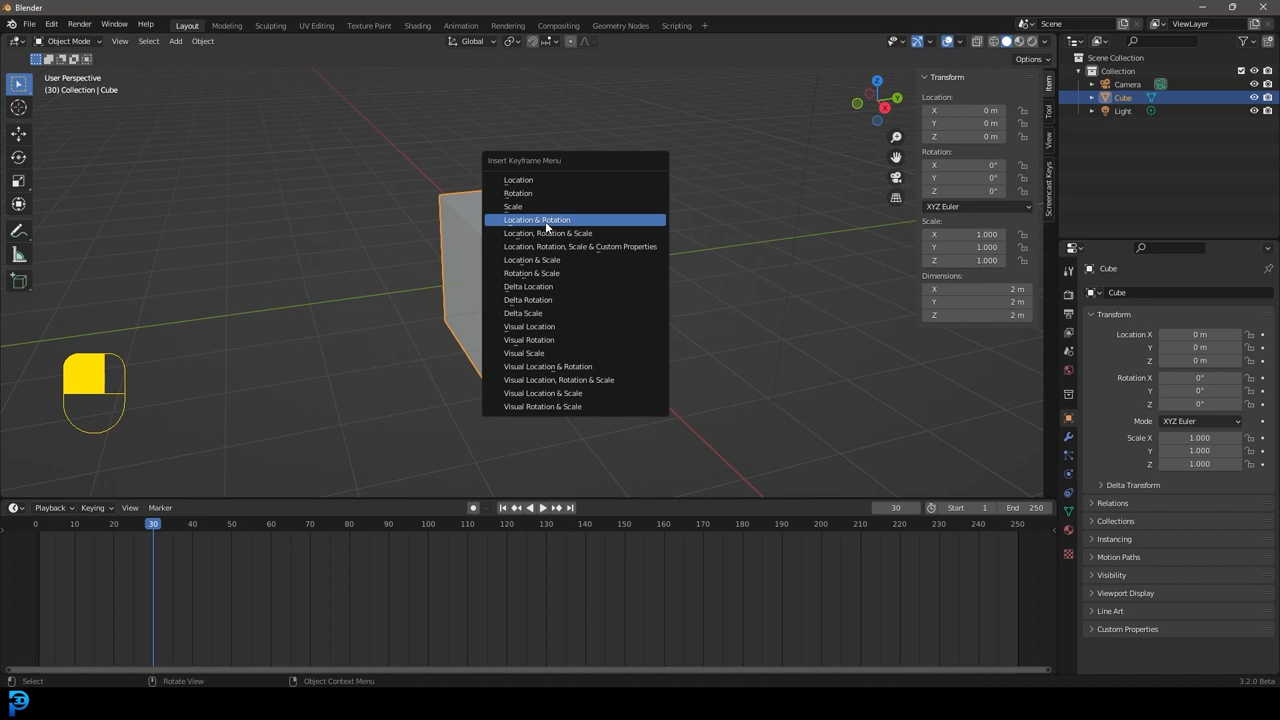 Blender
File Edit Render Window Help Layout Modeling Sculpting UV Editing Texture Paint Shading Animation Rendering Compositing Geometry Nodes Scripting + Scene ViewLayer
Object Mode View Select Add Object Global
Options
User Perspective
(30) Collection | Cube
Z
Y
X
Transform
Location:
X 0 m
Y 0 m
Z 0 m
Rotation:
X 0°
Y 0°
Z 0°
XYZ Euler
Scale:
X 1.000
Y 1.000
Z 1.000
Dimensions:
X 2 m
Y 2 m
Z 2 m
Item
Tool
View
Screencast Keys
Insert Keyframe Menu
Location
Rotation
Scale
Location & Rotation
Location, Rotation & Scale
Location, Rotation, Scale & Custom Properties
Location & Scale
Rotation & Scale
Delta Location
Delta Rotation
Delta Scale
Visual Location
Visual Rotation
Visual Scale
Visual Location & Rotation
Visual Location, Rotation & Scale
Visual Location & Scale
Visual Rotation & Scale
Scene Collection
Collection
Camera
Cube
Light
Cube
Cube
Transform
Location X 0 m
Y 0 m
Z 0 m
Rotation X 0°
Y 0°
Z 0°
Mode XYZ Euler
Scale X 1.000
Y 1.000
Z 1.000
Delta Transform
Relations
Collections
Instancing
Motion Paths
Visibility
Viewport Display
Line Art
Custom Properties
Playback Keying View Marker 30 Start 1 End 250
0 10 20 30 40 50 60 70 80 90 100 110 120 130 140 150 160 170 180 190 200 210 220 230 240 250
Select Rotate View Object Context Menu 3.2.0 Beta